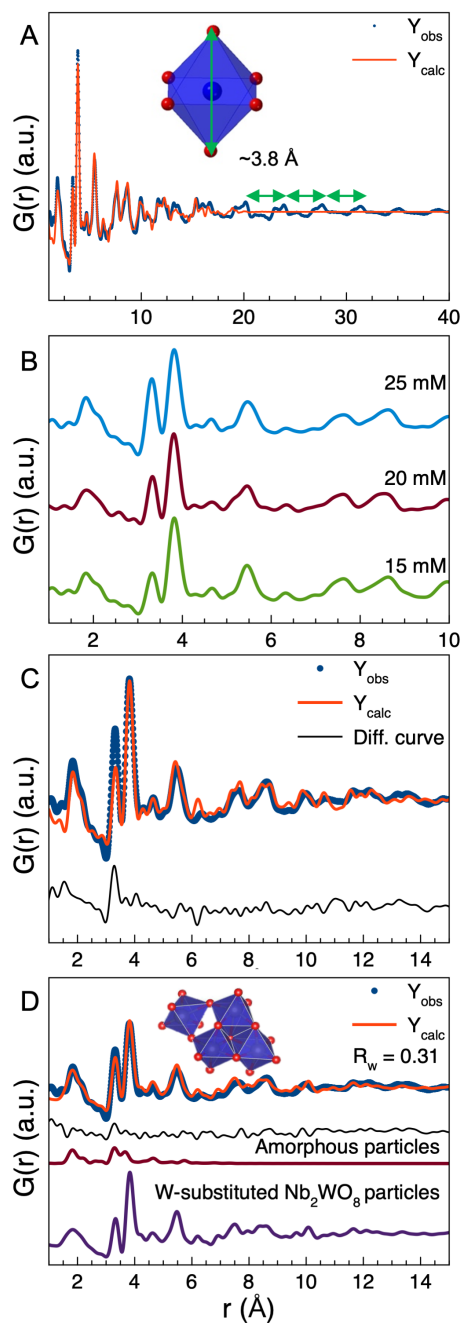 A
Y_obs
Y_calc
~3.8 Å
G(r) (a.u.)
10 20 30 40
B
25 mM
20 mM
15 mM
G(r) (a.u.)
2 4 6 8 10
C
Y_obs
Y_calc
Diff. curve
G(r) (a.u.)
2 4 6 8 10 12 14
D
Y_obs
Y_calc
R_w = 0.31
Amorphous particles
W-substituted Nb₂WO₈ particles
G(r) (a.u.)
2 4 6 8 10 12 14
r (Å)